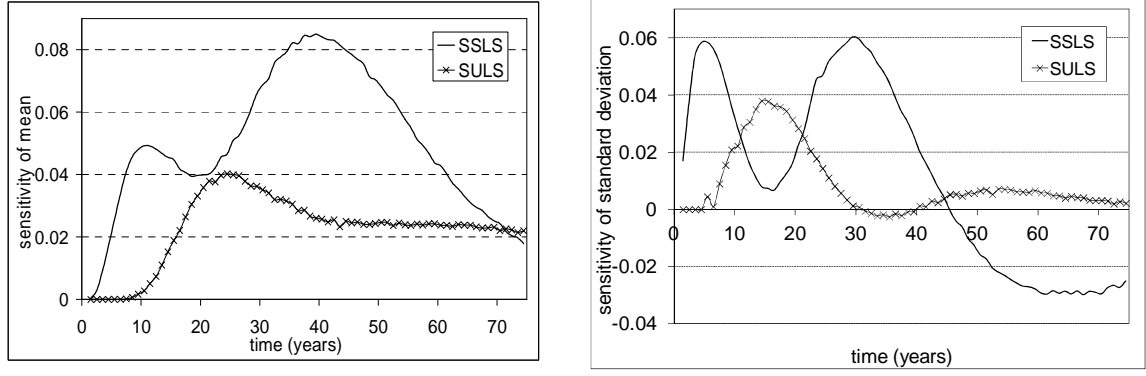 sensitivity of mean
0.08
0.06
0.04
0.02
0
0 10 20 30 40 50 60 70
time (years)
SSLS
SULS
sensitivity of standard deviation
0.06
0.04
0.02
0
-0.02
-0.04
0 10 20 30 40 50 60 70
time (years)
SSLS
SULS